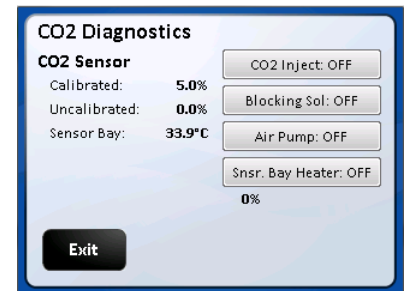 CO2 Diagnostics
CO2 Sensor
Calibrated: 5.0%
Uncalibrated: 0.0%
Sensor Bay: 33.9°C
CO2 Inject: OFF
Blocking Sol: OFF
Air Pump: OFF
Snsr. Bay Heater: OFF
0%
Exit